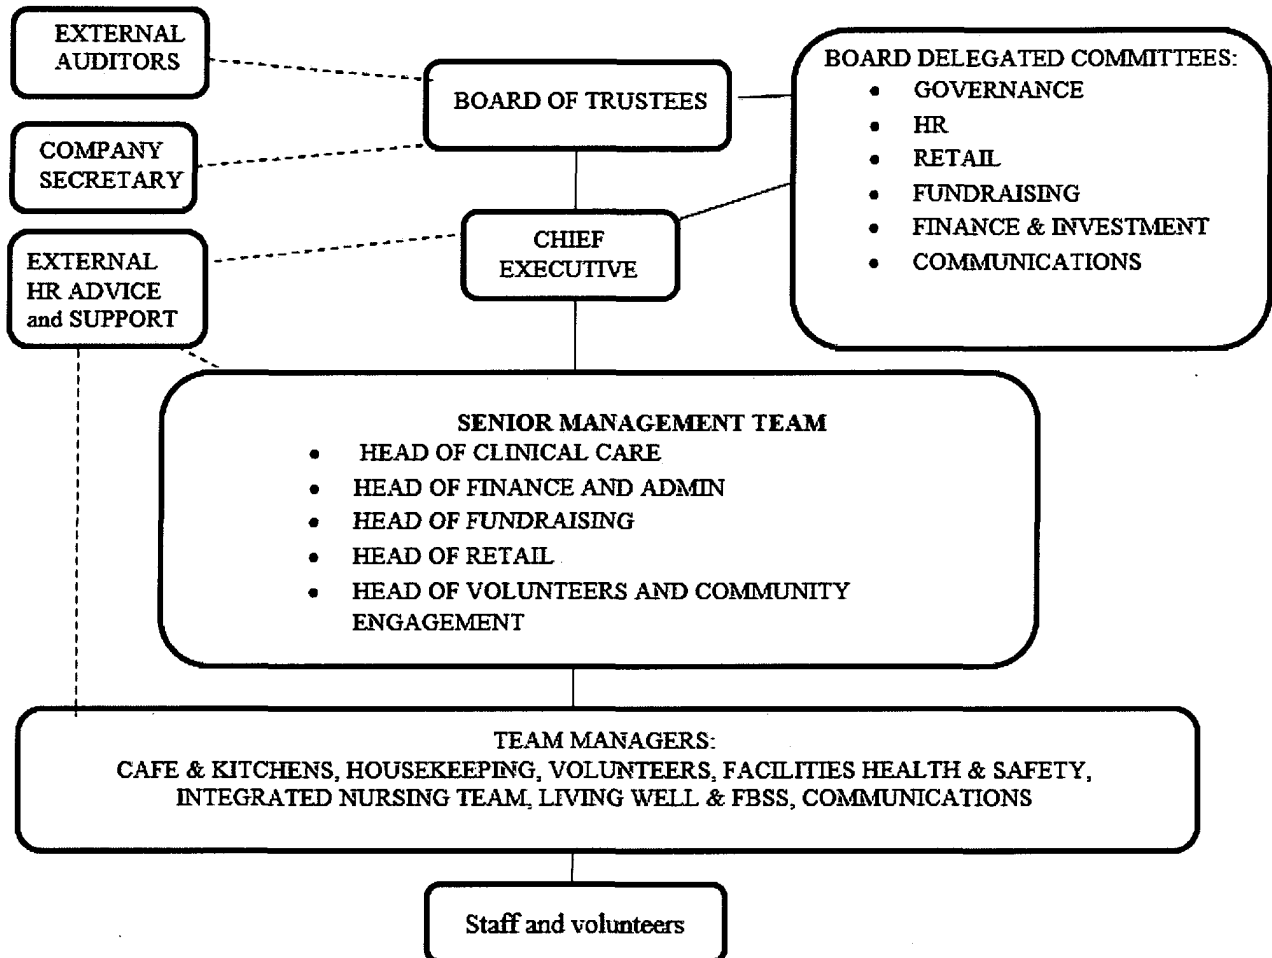 EXTERNAL
AUDITORS
BOARD OF TRUSTEES
BOARD DELEGATED COMMITTEES:
• GOVERNANCE
• HR
• RETAIL
• FUNDRAISING
• FINANCE & INVESTMENT
• COMMUNICATIONS
COMPANY
SECRETARY
CHIEF
EXECUTIVE
EXTERNAL
HR ADVICE
and SUPPORT
SENIOR MANAGEMENT TEAM
• HEAD OF CLINICAL CARE
• HEAD OF FINANCE AND ADMIN
• HEAD OF FUNDRAISING
• HEAD OF RETAIL
• HEAD OF VOLUNTEERS AND COMMUNITY
ENGAGEMENT
TEAM MANAGERS:
CAFE & KITCHENS, HOUSEKEEPING, VOLUNTEERS, FACILITIES HEALTH & SAFETY,
INTEGRATED NURSING TEAM, LIVING WELL & FBSS, COMMUNICATIONS
Staff and volunteers